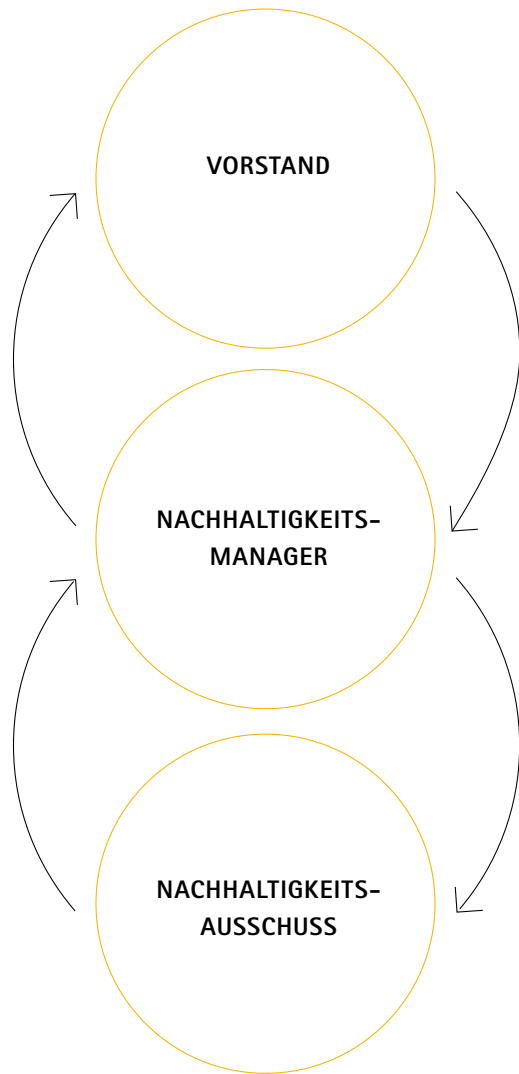 VORSTAND
NACHHALTIGKEITS-
MANAGER
NACHHALTIGKEITS-
AUSSCHUSS